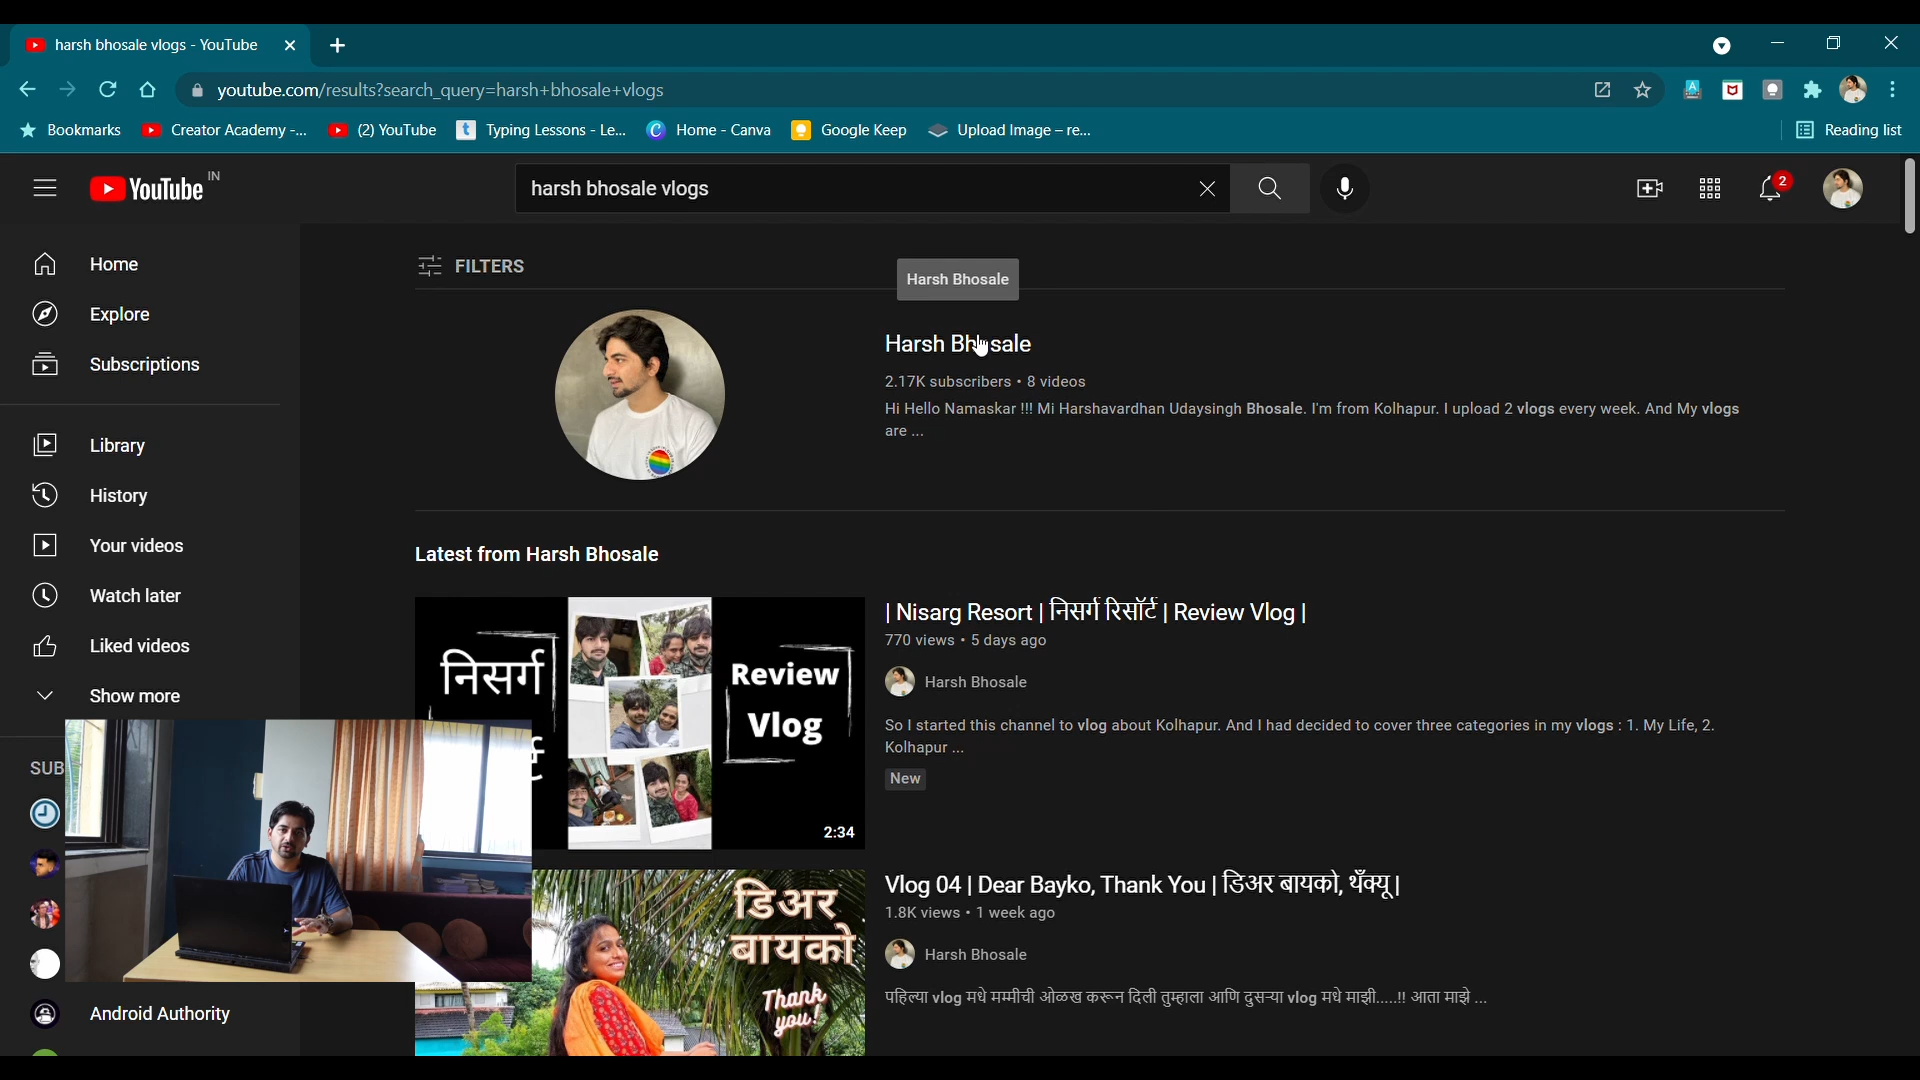 harsh bhosale vlogs - YouTube
youtube.com/results?search_query=harsh+bhosale+vlogs
Bookmarks
Creator Academy -...
(2) YouTube
Typing Lessons - Le...
Home - Canva
Google Keep
Upload Image – re...
Reading list
YouTube IN
harsh bhosale vlogs
2
Home
Explore
Subscriptions
Library
History
Your videos
Watch later
Liked videos
Show more
SUB
Android Authority
FILTERS
Harsh Bhosale
Harsh Bhosale
2.17K subscribers • 8 videos
Hi Hello Namaskar !!! Mi Harshavardhan Udaysingh Bhosale. I'm from Kolhapur. I upload 2 vlogs every week. And My vlogs
are ...
Latest from Harsh Bhosale
निसर्ग
Review
Vlog
2:34
| Nisarg Resort | निसर्ग रिसॉर्ट | Review Vlog |
770 views • 5 days ago
Harsh Bhosale
So I started this channel to vlog about Kolhapur. And I had decided to cover three categories in my vlogs : 1. My Life, 2.
Kolhapur ...
New
डिअर
बायको
Thank
you!
Vlog 04 | Dear Bayko, Thank You | डिअर बायको, थँक्यू |
1.8K views • 1 week ago
Harsh Bhosale
पहिल्या vlog मधे मम्मीची ओळख करून दिली तुम्हाला आणि दुसऱ्या vlog मधे माझी.....!! आता माझे ...